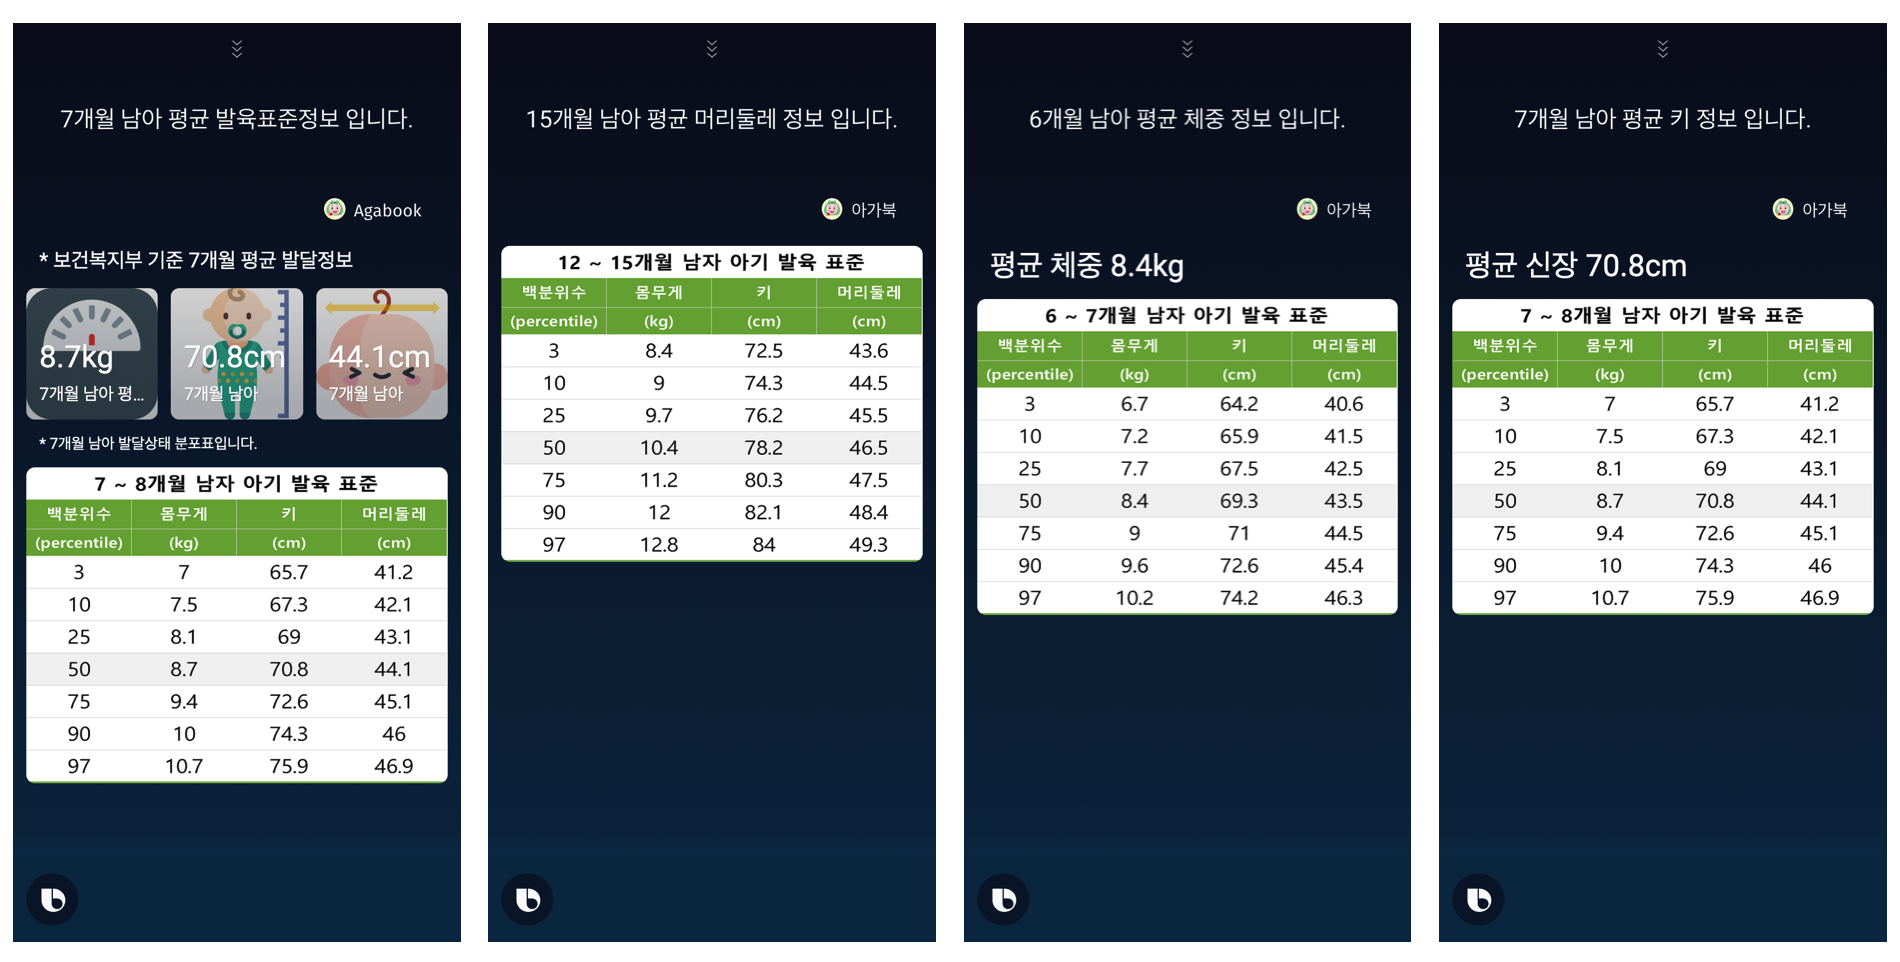 7개월 남아 평균 발육표준정보 입니다.
Agabook
* 보건복지부 기준 7개월 평균 발달정보
8.7kg 70.8cm 44.1cm
7개월 남아 평... 7개월 남아 7개월 남아
* 7개월 남아 발달상태 분포표입니다.
7 ~ 8개월 남자 아기 발육 표준
백분위수 몸무게 키 머리둘레
(percentile) (kg) (cm) (cm)
3 7 65.7 41.2
10 7.5 67.3 42.1
25 8.1 69 43.1
50 8.7 70.8 44.1
75 9.4 72.6 45.1
90 10 74.3 46
97 10.7 75.9 46.9
15개월 남아 평균 머리둘레 정보 입니다.
아가북
12 ~ 15개월 남자 아기 발육 표준
백분위수 몸무게 키 머리둘레
(percentile) (kg) (cm) (cm)
3 8.4 72.5 43.6
10 9 74.3 44.5
25 9.7 76.2 45.5
50 10.4 78.2 46.5
75 11.2 80.3 47.5
90 12 82.1 48.4
97 12.8 84 49.3
6개월 남아 평균 체중 정보 입니다.
아가북
평균 체중 8.4kg
6 ~ 7개월 남자 아기 발육 표준
백분위수 몸무게 키 머리둘레
(percentile) (kg) (cm) (cm)
3 6.7 64.2 40.6
10 7.2 65.9 41.5
25 7.7 67.5 42.5
50 8.4 69.3 43.5
75 9 71 44.5
90 9.6 72.6 45.4
97 10.2 74.2 46.3
7개월 남아 평균 키 정보 입니다.
아가북
평균 신장 70.8cm
7 ~ 8개월 남자 아기 발육 표준
백분위수 몸무게 키 머리둘레
(percentile) (kg) (cm) (cm)
3 7 65.7 41.2
10 7.5 67.3 42.1
25 8.1 69 43.1
50 8.7 70.8 44.1
75 9.4 72.6 45.1
90 10 74.3 46
97 10.7 75.9 46.9